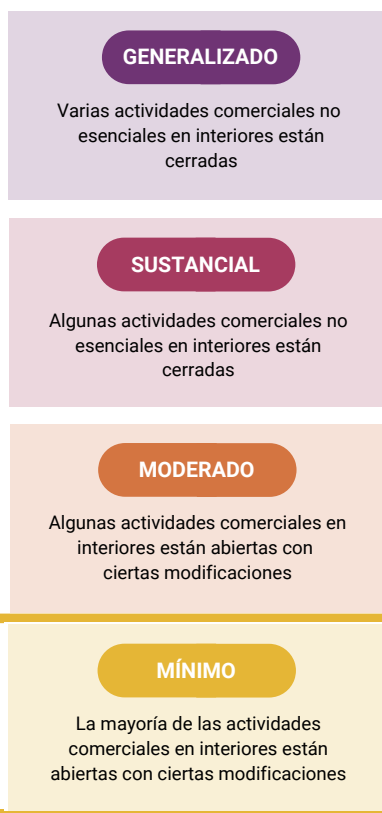 GENERALIZADO
Varias actividades comerciales no
esenciales en interiores están
cerradas
SUSTANCIAL
Algunas actividades comerciales no
esenciales en interiores están
cerradas
MODERADO
Algunas actividades comerciales en
interiores están abiertas con
ciertas modificaciones
MÍNIMO
La mayoría de las actividades
comerciales en interiores están
abiertas con ciertas modificaciones